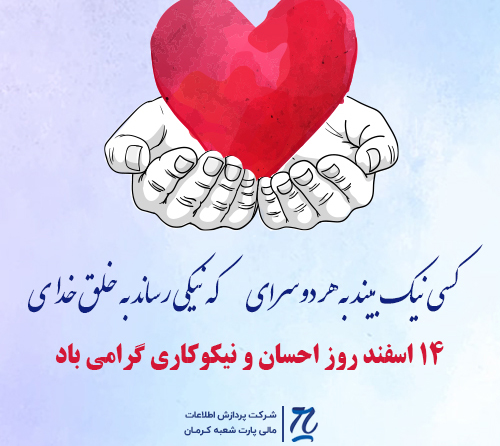 کسی نیک بیند به هر دو سرای که نیکی رساند به خلق خدای
۱۴ اسفند روز احسان و نیکوکاری گرامی باد
شرکت پردازش اطلاعات
مالی پارت شعبه کرمان